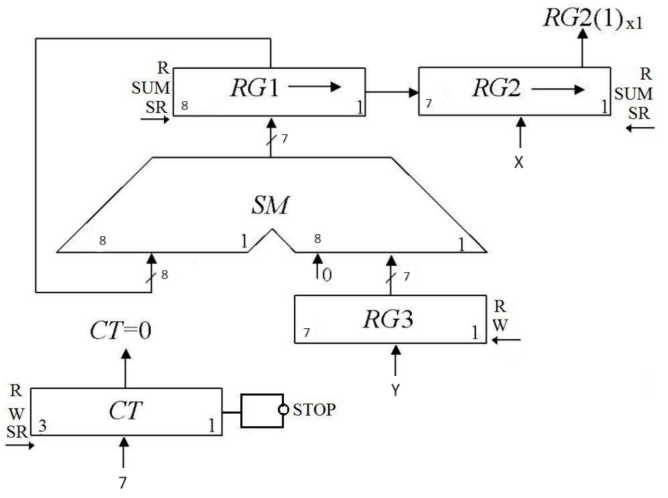 RG2(1)x1
R
SUM
SR
RG1
8
1
7
RG2
1
R
SUM
SR
7
X
SM
8
1
8
1
8
0
7
RG3
7
1
R
W
Y
CT=0
R
W
SR
CT
3
1
STOP
7